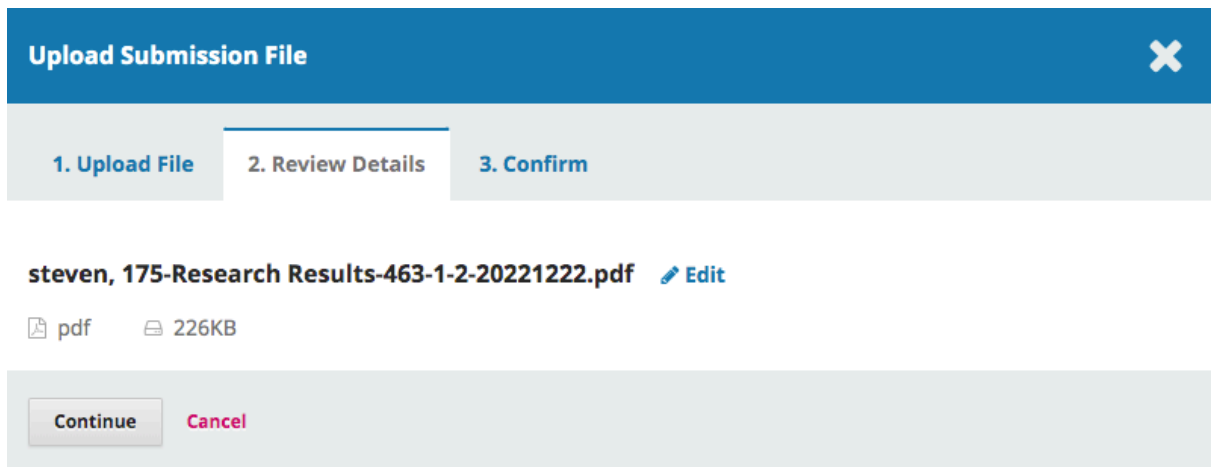 Upload Submission File
1. Upload File 2. Review Details 3. Confirm
steven, 175-Research Results-463-1-2-20221222.pdf Edit
pdf 226KB
Continue Cancel